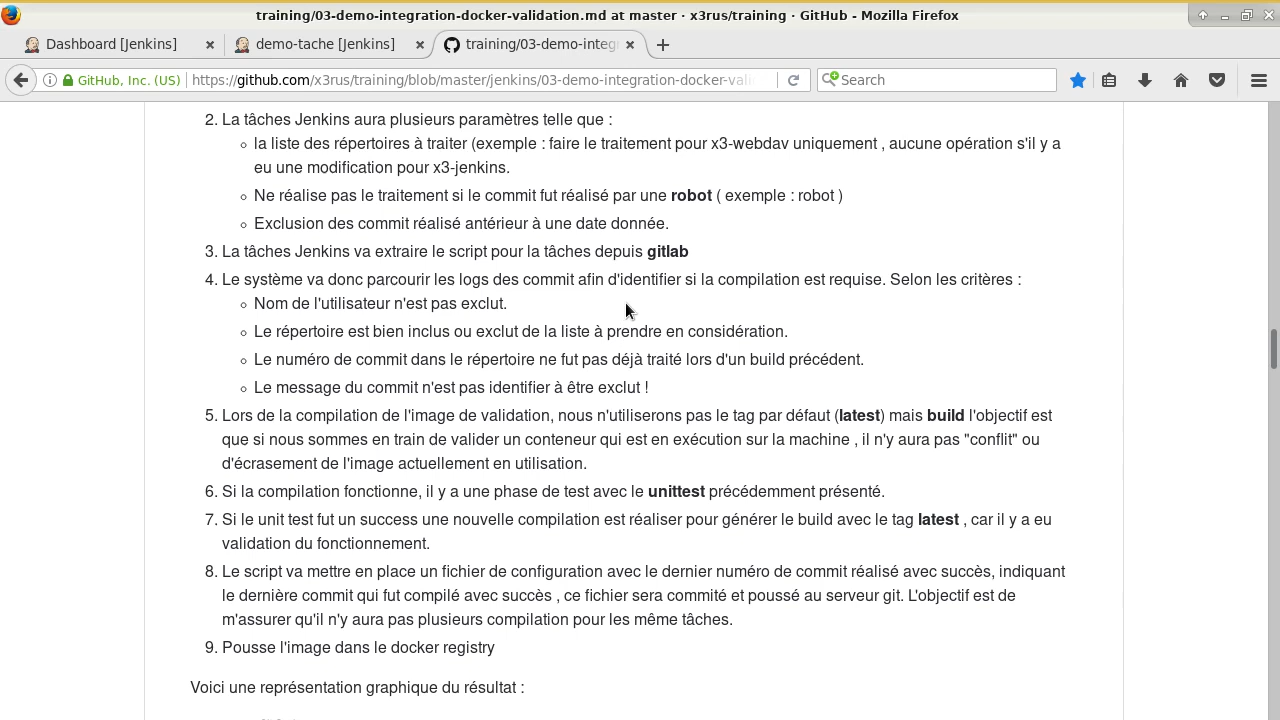 training/03-demo-integration-docker-validation.md at master · x3rus/training · GitHub - Mozilla Firefox
Dashboard [Jenkins]
demo-tache [Jenkins]
training/03-demo-integ
GitHub, Inc. (US)
https://github.com/x3rus/training/blob/master/jenkins/03-demo-integration-docker-vali
Search
2. La tâches Jenkins aura plusieurs paramètres telle que :
◦ la liste des répertoires à traiter (exemple : faire le traitement pour x3-webdav uniquement , aucune opération s'il y a
eu une modification pour x3-jenkins.
◦ Ne réalise pas le traitement si le commit fut réalisé par une robot ( exemple : robot )
◦ Exclusion des commit réalisé antérieur à une date donnée.
3. La tâches Jenkins va extraire le script pour la tâches depuis gitlab
4. Le système va donc parcourir les logs des commit afin d'identifier si la compilation est requise. Selon les critères :
◦ Nom de l'utilisateur n'est pas exclut.
◦ Le répertoire est bien inclus ou exclut de la liste à prendre en considération.
◦ Le numéro de commit dans le répertoire ne fut pas déjà traité lors d'un build précédent.
◦ Le message du commit n'est pas identifier à être exclut !
5. Lors de la compilation de l'image de validation, nous n'utiliserons pas le tag par défaut (latest) mais build l'objectif est
que si nous sommes en train de valider un conteneur qui est en exécution sur la machine , il n'y aura pas "conflit" ou
d'écrasement de l'image actuellement en utilisation.
6. Si la compilation fonctionne, il y a une phase de test avec le unittest précédemment présenté.
7. Si le unit test fut un success une nouvelle compilation est réaliser pour générer le build avec le tag latest , car il y a eu
validation du fonctionnement.
8. Le script va mettre en place un fichier de configuration avec le dernier numéro de commit réalisé avec succès, indiquant
le dernière commit qui fut compilé avec succès , ce fichier sera commité et poussé au serveur git. L'objectif est de
m'assurer qu'il n'y aura pas plusieurs compilation pour les même tâches.
9. Pousse l'image dans le docker registry
Voici une représentation graphique du résultat :